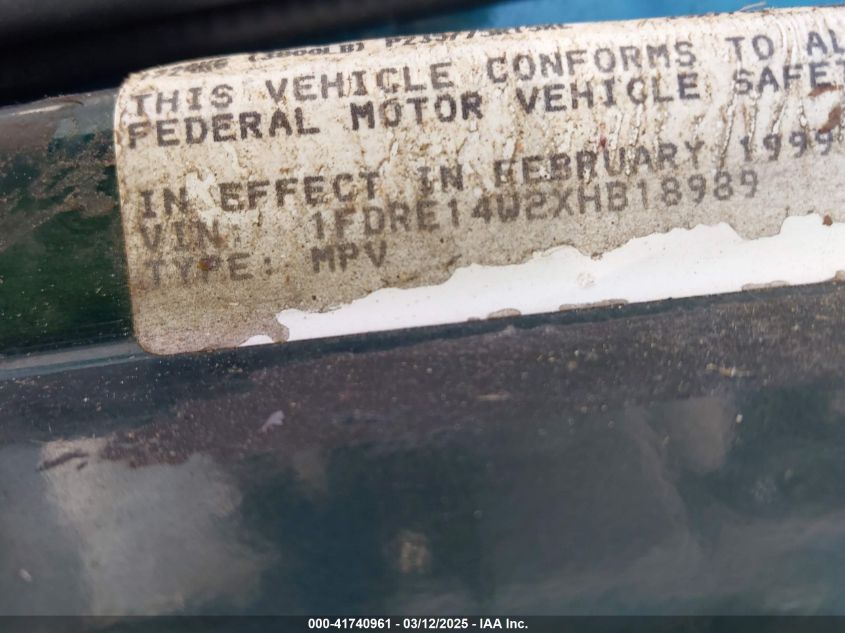 (3800LB)
THIS VEHICLE CONFORMS TO AL
FEDERAL MOTOR VEHICLE SAFET
IN EFFECT IN FEBRUARY 1999
VIN: 1FDRE14W2XHB18989
TYPE: MPV
000-41740961 - 03/12/2025 - IAA Inc.